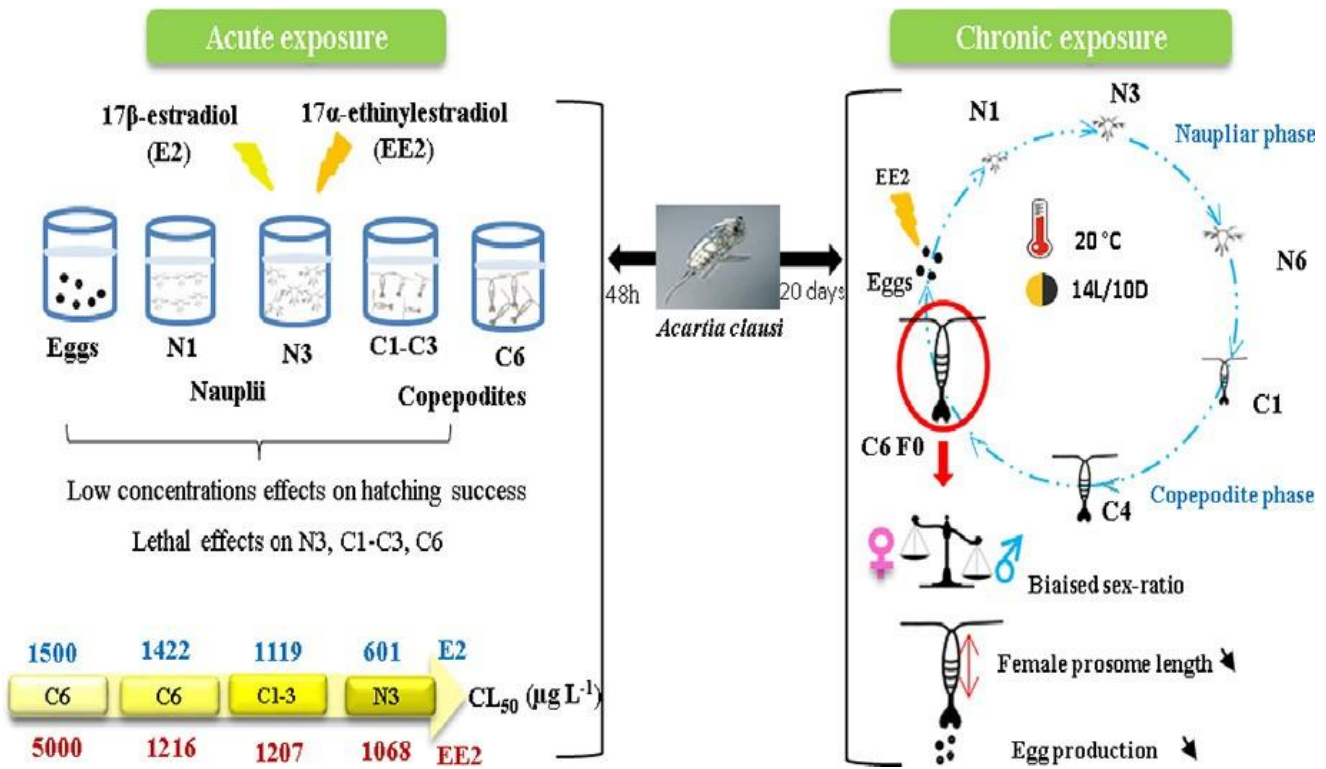 Acute exposure
17β-estradiol
(E2)
17α-ethinylestradiol
(EE2)
Eggs
N1
N3
C1-C3
C6
Nauplii
Copepodites
Low concentrations effects on hatching success
Lethal effects on N3, C1-C3, C6
1500 1422 1119 601 E2
C6 C6 C1-3 N3 CL50 (µg L-1)
5000 1216 1207 1068 EE2
48h
20 days
Acartia clausi
Chronic exposure
N1
N3
Naupliar phase
EE2
Eggs
20 °C
14L/10D
N6
C1
C6 F0
C4
Copepodite phase
Biaised sex-ratio
Female prosome length
Egg production